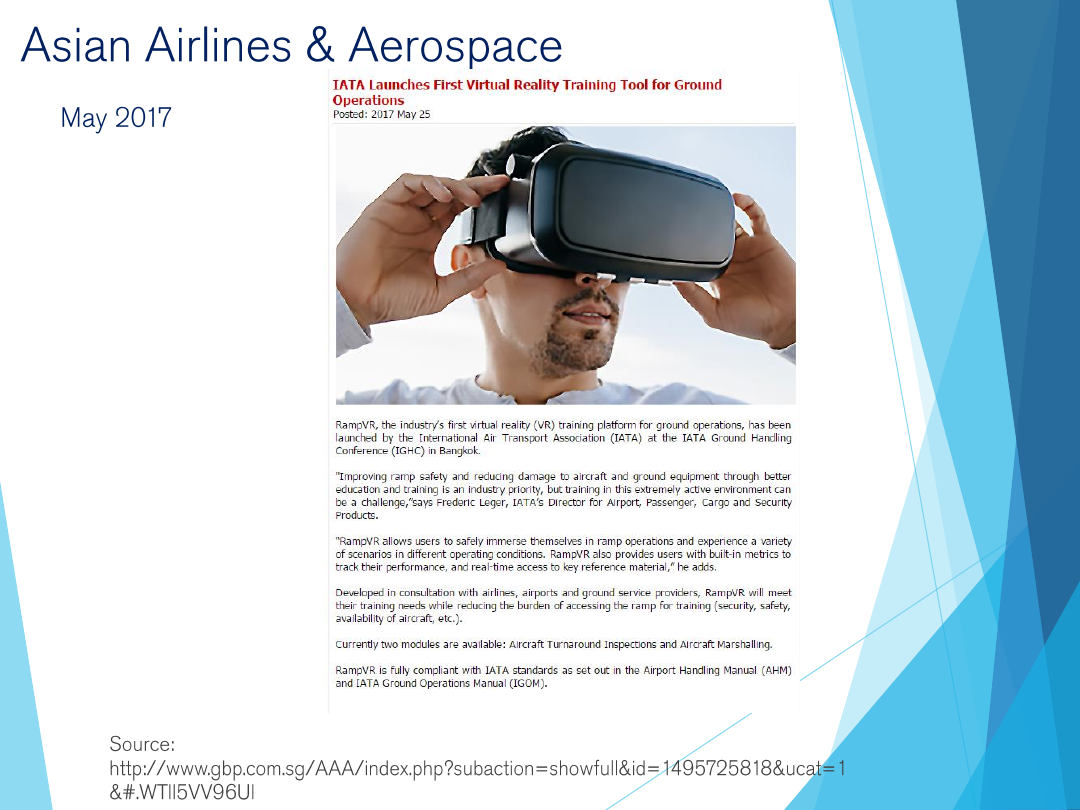 Asian Airlines & Aerospace
May 2017
IATA Launches First Virtual Reality Training Tool for Ground
Operations
Posted: 2017 May 25
RampVR, the industry's first virtual reality (VR) training platform for ground operations, has been
launched by the International Air Transport Association (IATA) at the IATA Ground Handling
Conference (IGHC) in Bangkok.
"Improving ramp safety and reducing damage to aircraft and ground equipment through better
education and training is an industry priority, but training in this extremely active environment can
be a challenge,"says Frederic Leger, IATA's Director for Airport, Passenger, Cargo and Security
Products.
"RampVR allows users to safely immerse themselves in ramp operations and experience a variety
of scenarios in different operating conditions. RampVR also provides users with built-in metrics to
track their performance, and real-time access to key reference material," he adds.
Developed in consultation with airlines, airports and ground service providers, RampVR will meet
their training needs while reducing the burden of accessing the ramp for training (security, safety,
availability of aircraft, etc.).
Currently two modules are available: Aircraft Turnaround Inspections and Aircraft Marshalling.
RampVR is fully compliant with IATA standards as set out in the Airport Handling Manual (AHM)
and IATA Ground Operations Manual (IGOM).
Source:
http://www.gbp.com.sg/AAA/index.php?subaction=showfull&id=1495725818&ucat=1
&#.WTlI5VV96UI